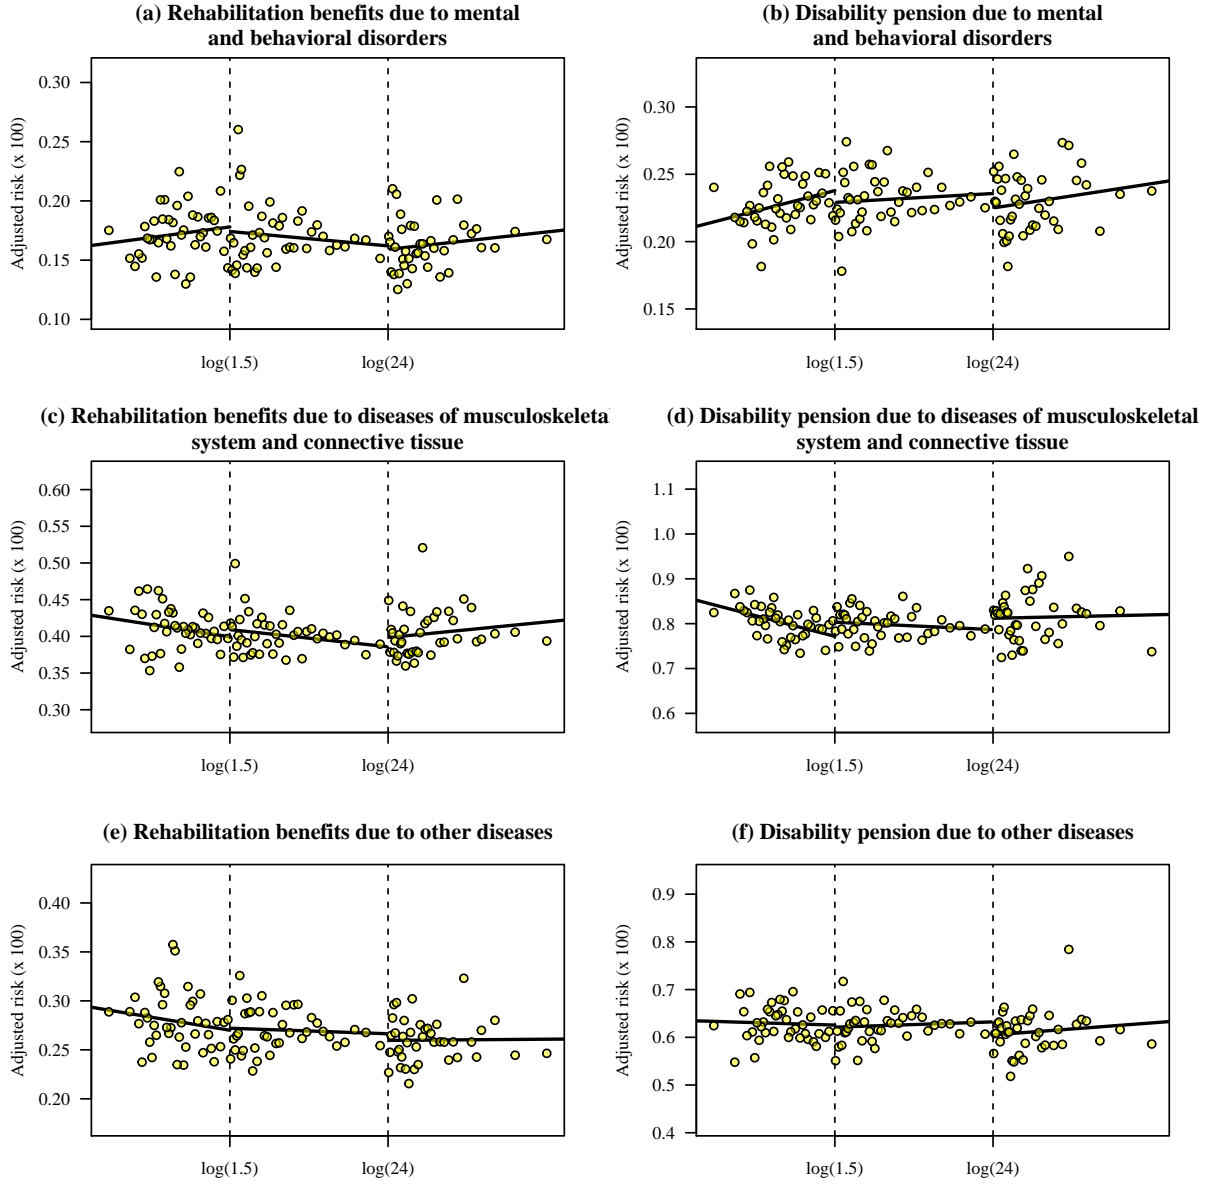 (a) Rehabilitation benefits due to mental
and behavioral disorders
Adjusted risk (x 100)
0.30
0.25
0.20
0.15
0.10
log(1.5)
log(24)
(b) Disability pension due to mental
and behavioral disorders
Adjusted risk (x 100)
0.30
0.25
0.20
0.15
log(1.5)
log(24)
(c) Rehabilitation benefits due to diseases of musculoskeletal
system and connective tissue
Adjusted risk (x 100)
0.60
0.55
0.50
0.45
0.40
0.35
0.30
log(1.5)
log(24)
(d) Disability pension due to diseases of musculoskeletal
system and connective tissue
Adjusted risk (x 100)
1.1
1.0
0.9
0.8
0.7
0.6
log(1.5)
log(24)
(e) Rehabilitation benefits due to other diseases
Adjusted risk (x 100)
0.40
0.35
0.30
0.25
0.20
log(1.5)
log(24)
(f) Disability pension due to other diseases
Adjusted risk (x 100)
0.9
0.8
0.7
0.6
0.5
0.4
log(1.5)
log(24)